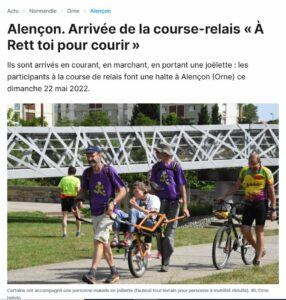 Actu > Normandie > Orne > Alençon
Alençon. Arrivée de la course-relais « À
Rett toi pour courir »
Ils sont arrivés en courant, en marchant, en portant une joëlette : les
participants à la course de relais font une halte à Alençon (Orne) ce
dimanche 22 mai 2022.
Certains ont accompagné une personne malade en joëlette (fauteuil tout terrain pour personne à mobilité réduite). ©L'Orne
hebdo